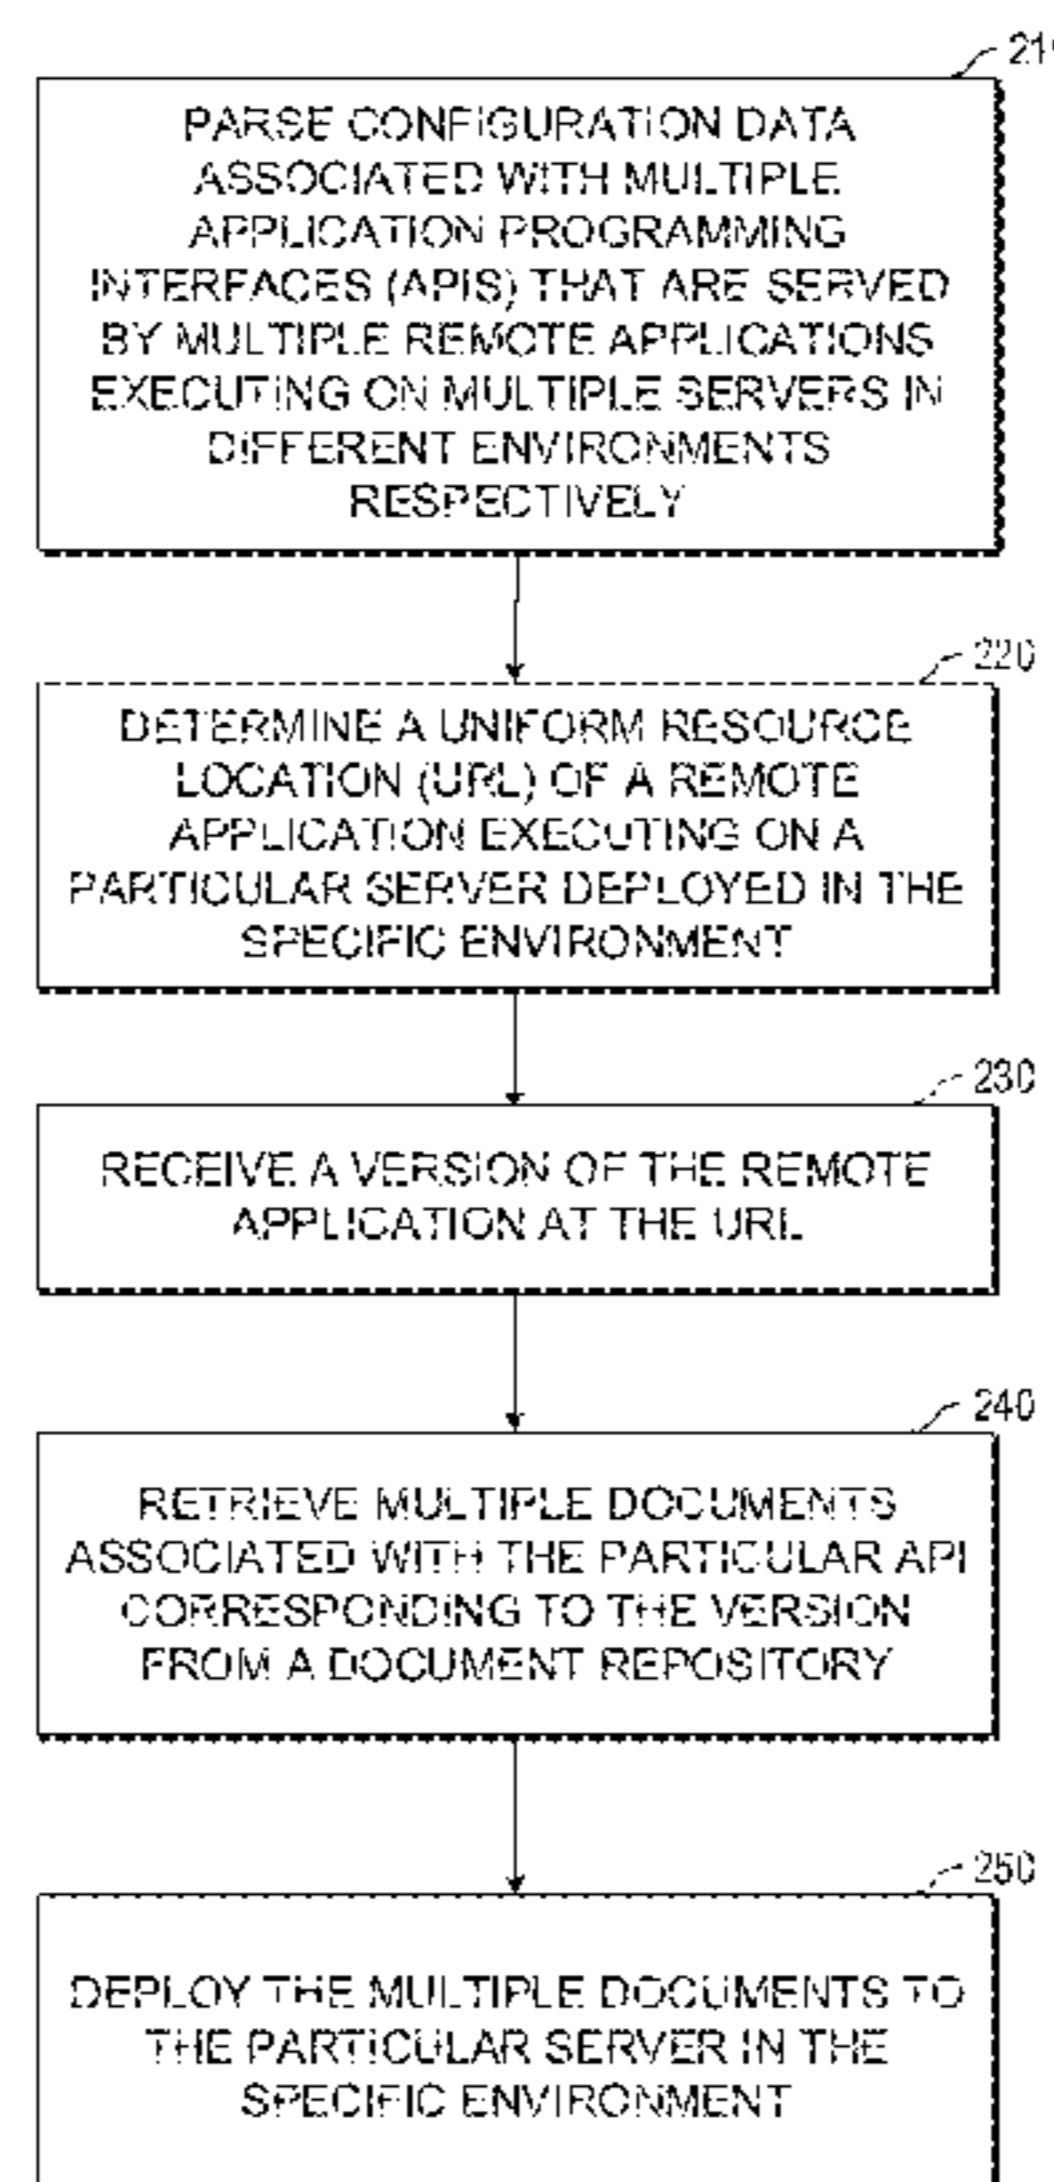 PARSE CONFIGURATION DATA
ASSOCIATED WITH MULTIPLE
APPLICATION PROGRAMMING
INTERFACES (APIS) THAT ARE SERVED
BY MULTIPLE REMOTE APPLICATIONS
EXECUTING ON MULTIPLE SERVERS IN
DIFFERENT ENVIRONMENTS
RESPECTIVELY
220
DETERMINE A UNIFORM RESOURCE
LOCATION (URL) OF A REMOTE
APPLICATION EXECUTING ON A
PARTICULAR SERVER DEPLOYED IN THE
SPECIFIC ENVIRONMENT
230
RECEIVE A VERSION OF THE REMOTE
APPLICATION AT THE URL
240
RETRIEVE MULTIPLE DOCUMENTS
ASSOCIATED WITH THE PARTICULAR API
CORRESPONDING TO THE VERSION
FROM A DOCUMENT REPOSITORY
250
DEPLOY THE MULTIPLE DOCUMENTS TO
THE PARTICULAR SERVER IN THE
SPECIFIC ENVIRONMENT